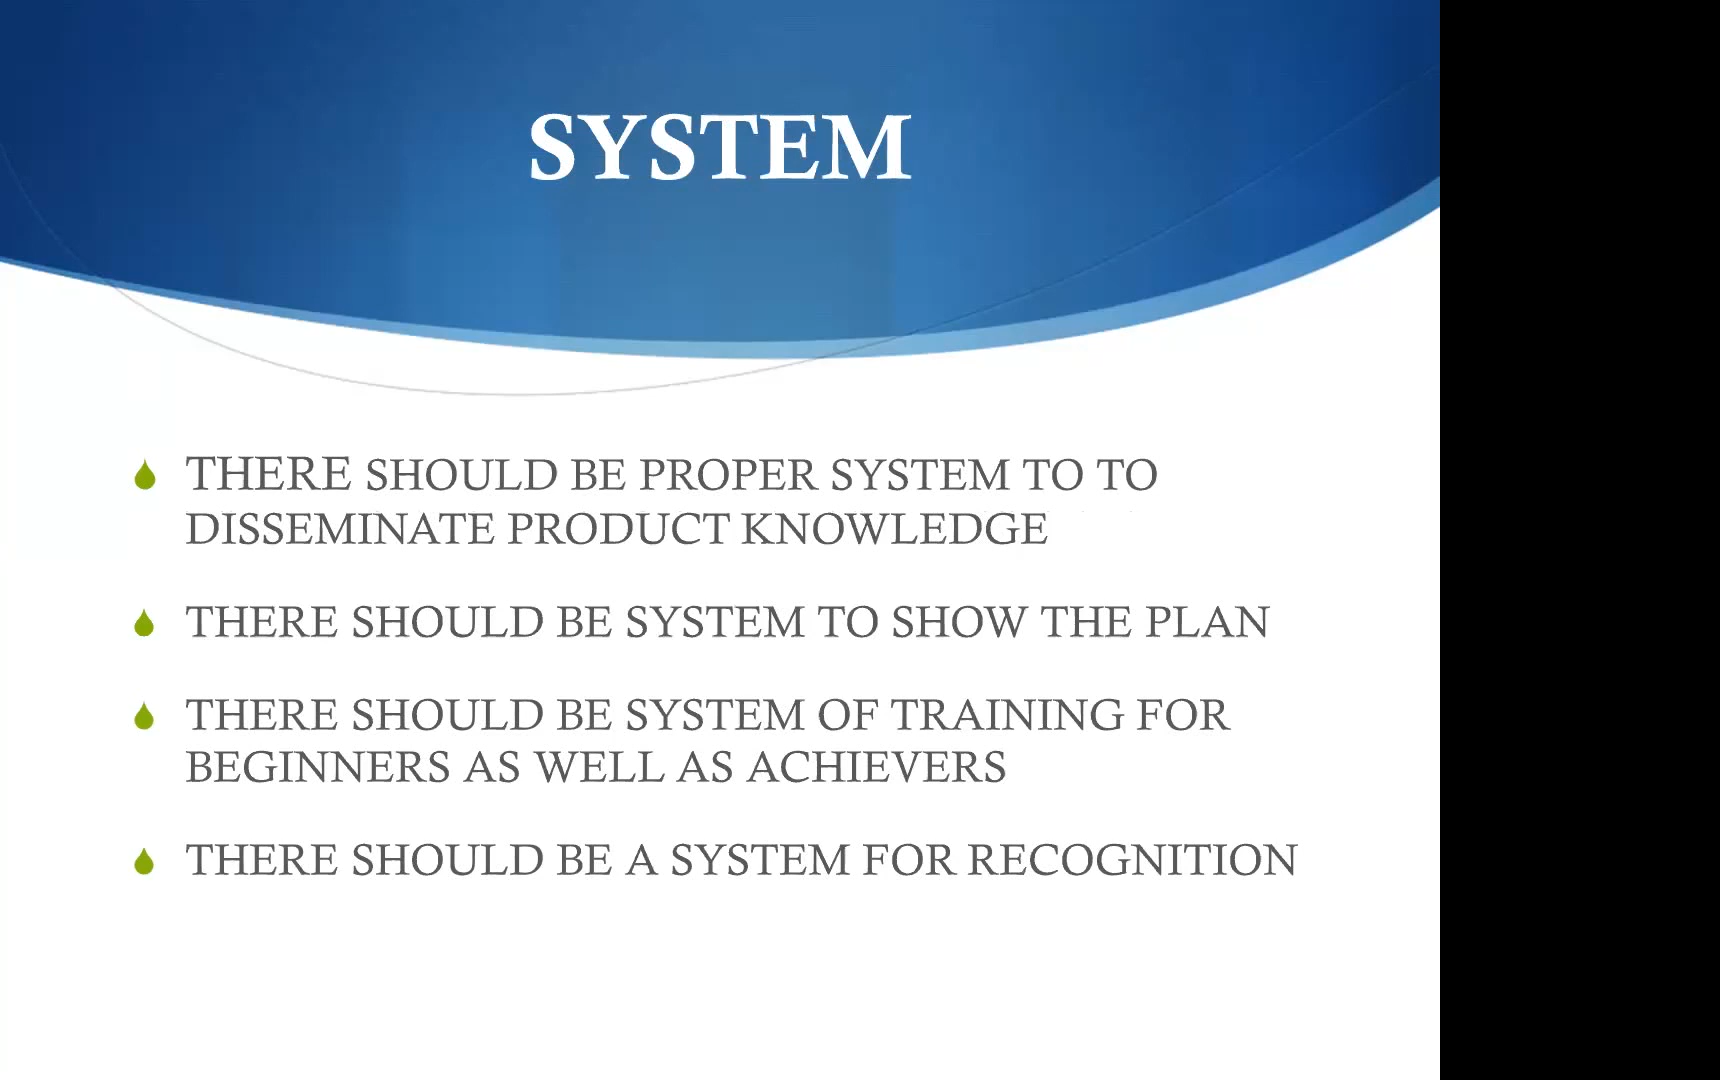 SYSTEM
THERE SHOULD BE PROPER SYSTEM TO TO
DISSEMINATE PRODUCT KNOWLEDGE
THERE SHOULD BE SYSTEM TO SHOW THE PLAN
THERE SHOULD BE SYSTEM OF TRAINING FOR
BEGINNERS AS WELL AS ACHIEVERS
THERE SHOULD BE A SYSTEM FOR RECOGNITION